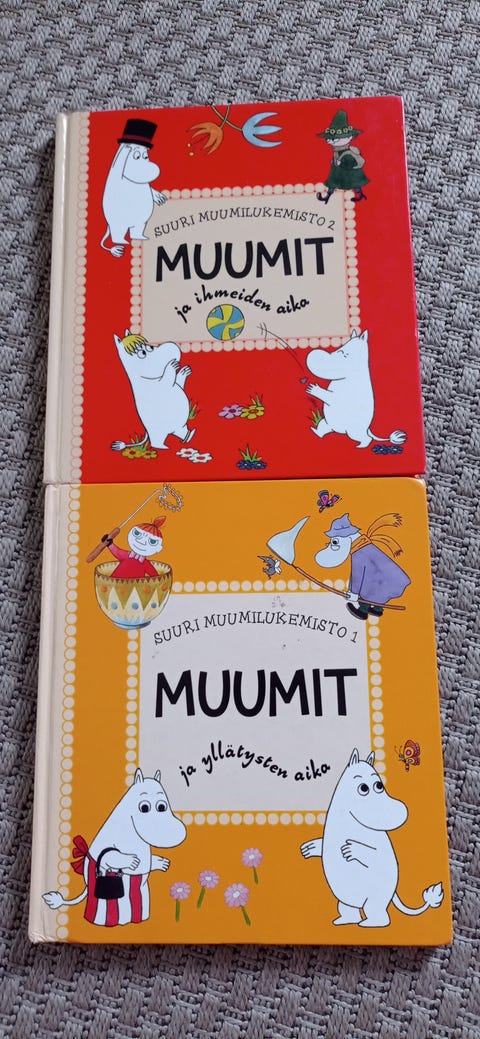 SUURI MUUMILUKEMISTO 2
MUUMIT
ja ihmeiden aika
SUURI MUUMILUKEMISTO 1
MUUMIT
ja yllätysten aika